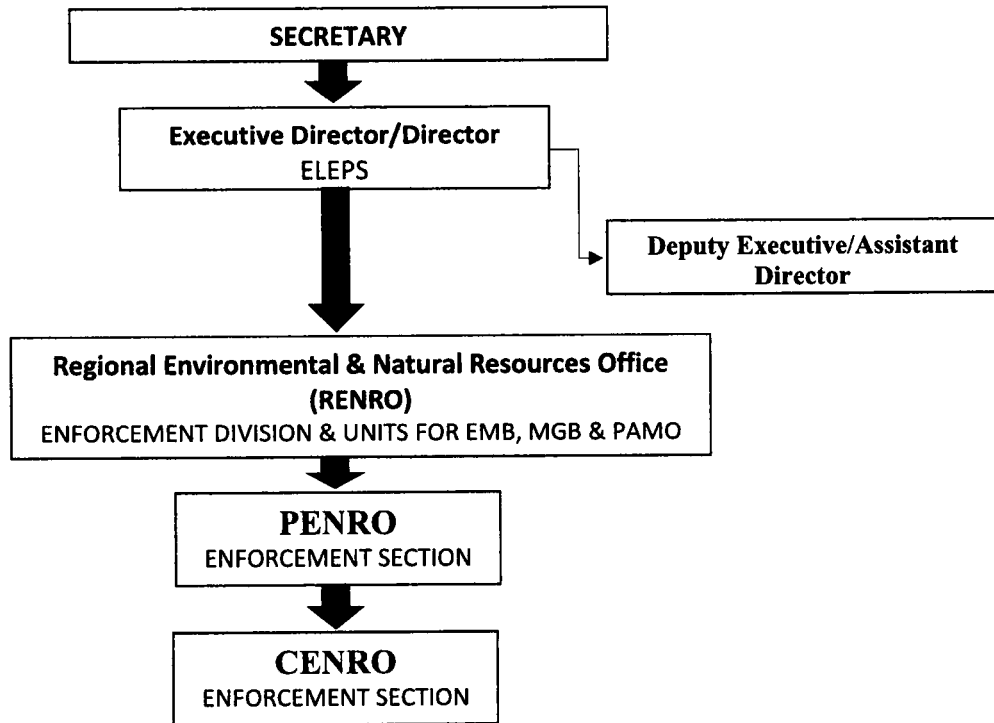 SECRETARY
Executive Director/Director
ELEPS
Deputy Executive/Assistant
Director
Regional Environmental & Natural Resources Office
(RENRO)
ENFORCEMENT DIVISION & UNITS FOR EMB, MGB & PAMO
PENRO
ENFORCEMENT SECTION
CENRO
ENFORCEMENT SECTION